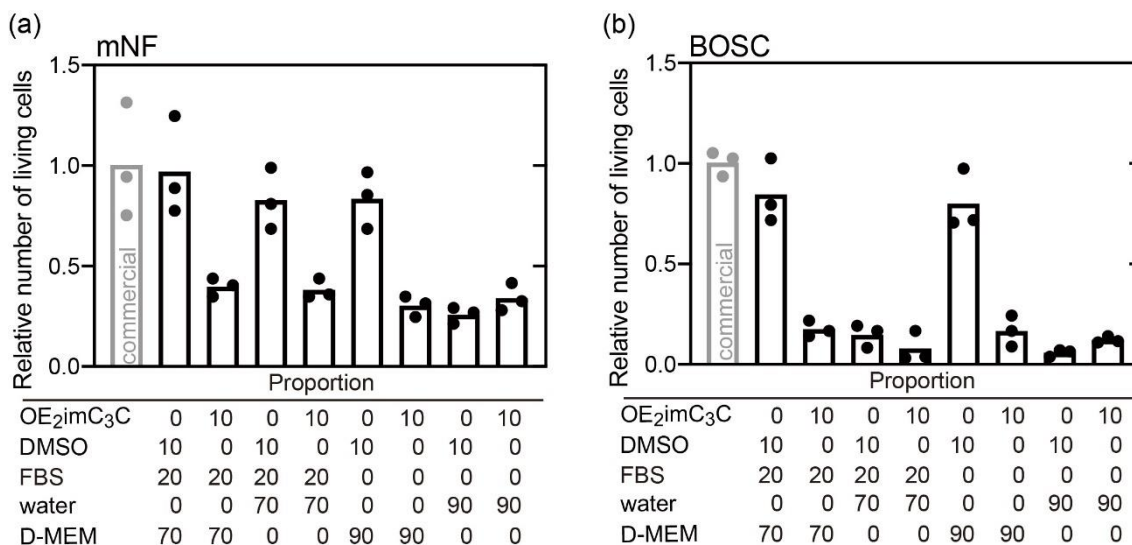 (a)
mNF
Relative number of living cells
1.5
1.0
0.5
0.0
commercial
Proportion
OE₂imC₃C 0 10 0 10 0 10 0 10
DMSO 10 0 10 0 10 0 10 0
FBS 20 20 20 20 0 0 0 0
water 0 0 70 70 0 0 90 90
D-MEM 70 70 0 0 90 90 0 0
(b)
BOSC
Relative number of living cells
1.5
1.0
0.5
0.0
commercial
Proportion
OE₂imC₃C 0 10 0 10 0 10 0 10
DMSO 10 0 10 0 10 0 10 0
FBS 20 20 20 20 0 0 0 0
water 0 0 70 70 0 0 90 90
D-MEM 70 70 0 0 90 90 0 0